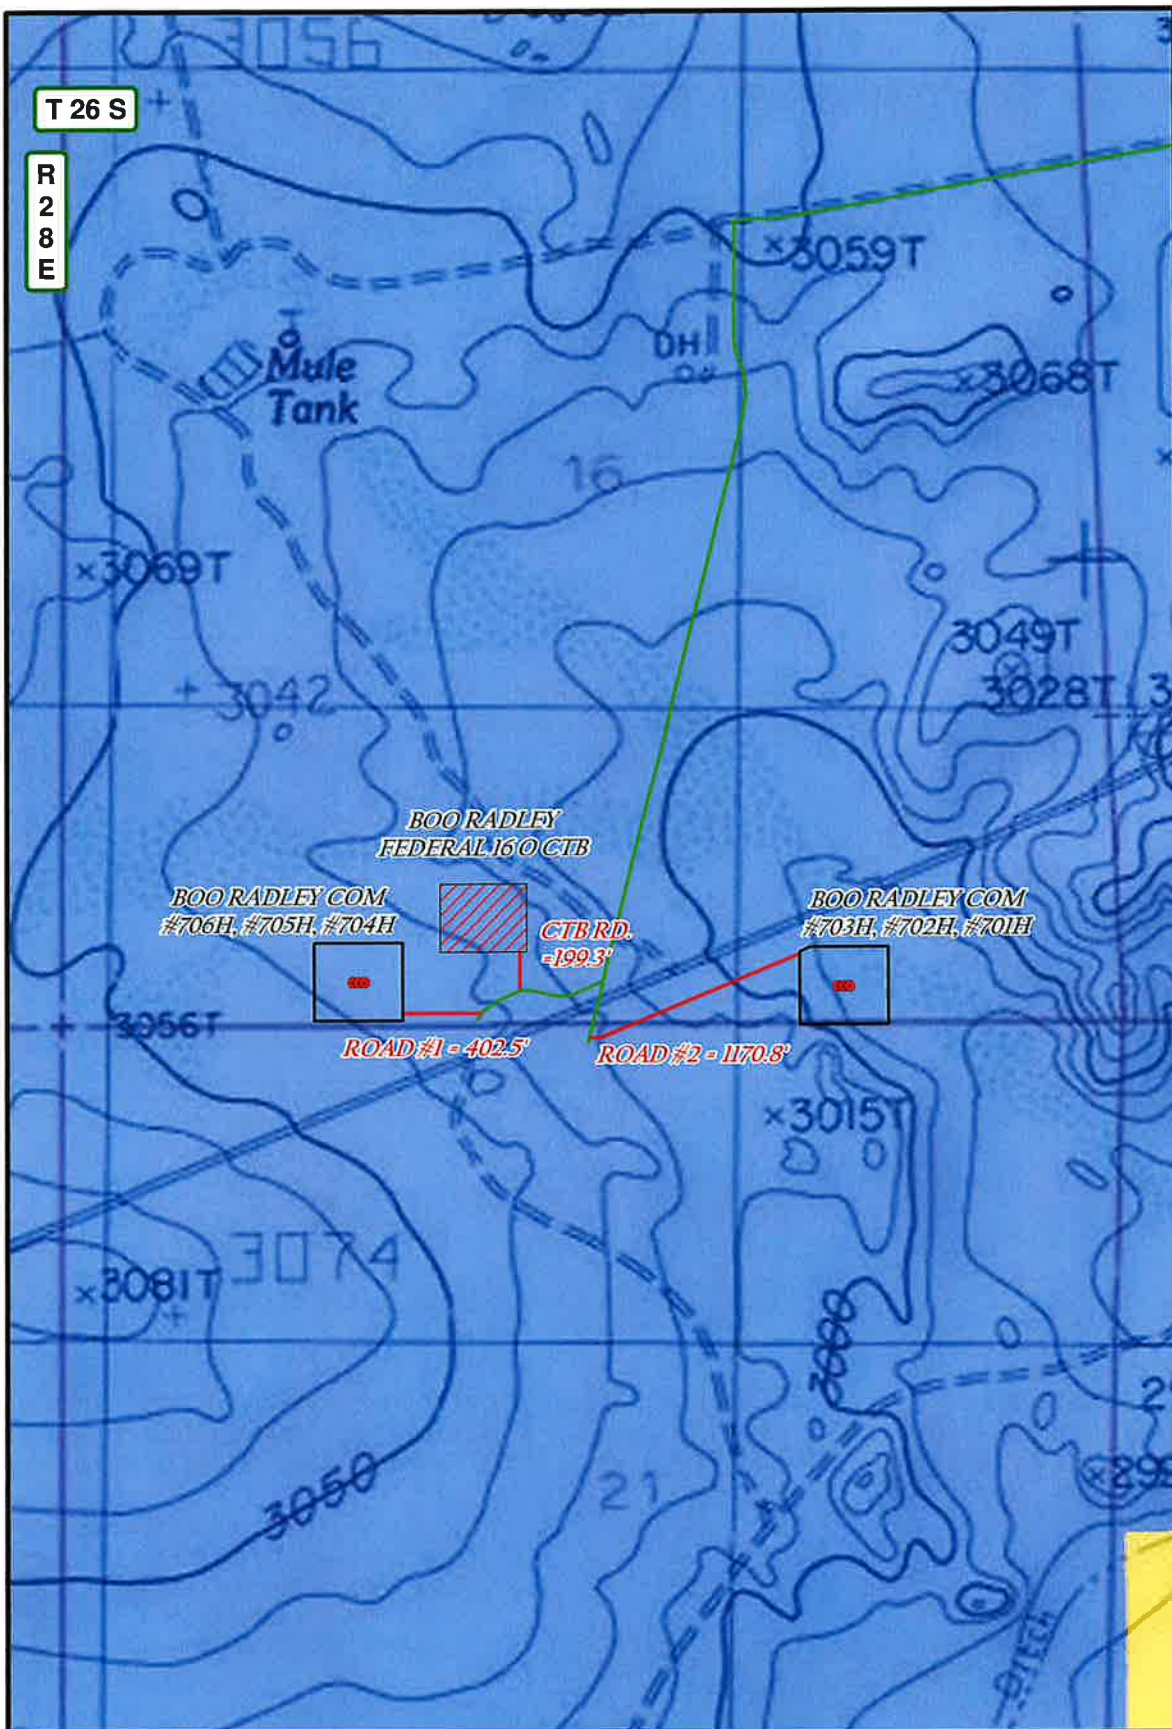 3056
T 26 S
R
2
8
E
×3059T
DH
Mule
Tank
×3068T
16
×3069T
3049T
3042
3028T
BOO RADLEY
FEDERAL 16 O CTB
BOO RADLEY COM
#706H, #705H, #704H
CTB RD.
=199.3'
BOO RADLEY COM
#703H, #702H, #701H
3056T
ROAD #1 = 402.5'
ROAD #2 = 1170.8'
×3015T
3074
×3081T
3000
3050
21
Ditch